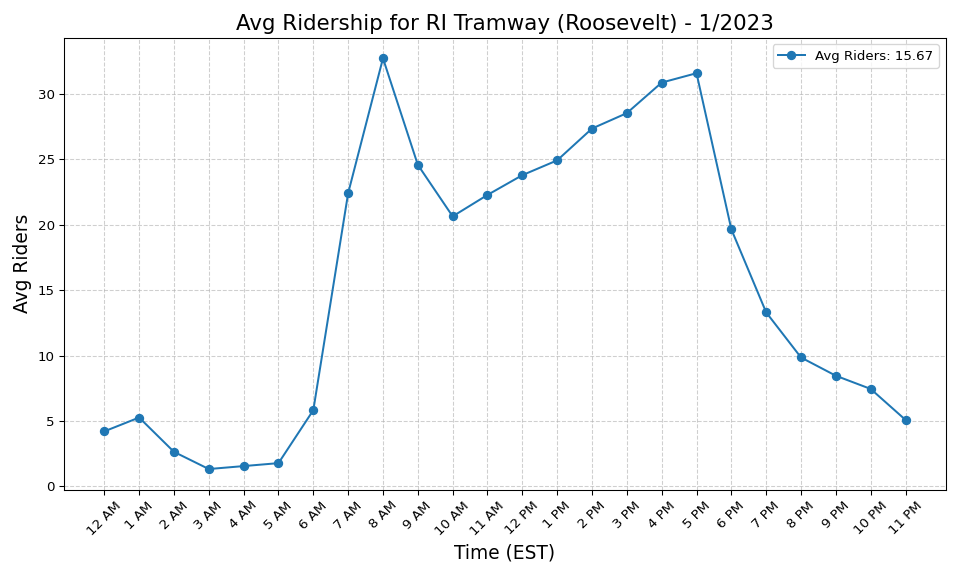 Avg Ridership for RI Tramway (Roosevelt) - 1/2023
Avg Riders: 15.67
Avg Riders
30
25
20
15
10
5
0
12 AM
1 AM
2 AM
3 AM
4 AM
5 AM
6 AM
7 AM
8 AM
9 AM
10 AM
11 AM
12 PM
1 PM
2 PM
3 PM
4 PM
5 PM
6 PM
7 PM
8 PM
9 PM
10 PM
11 PM
Time (EST)